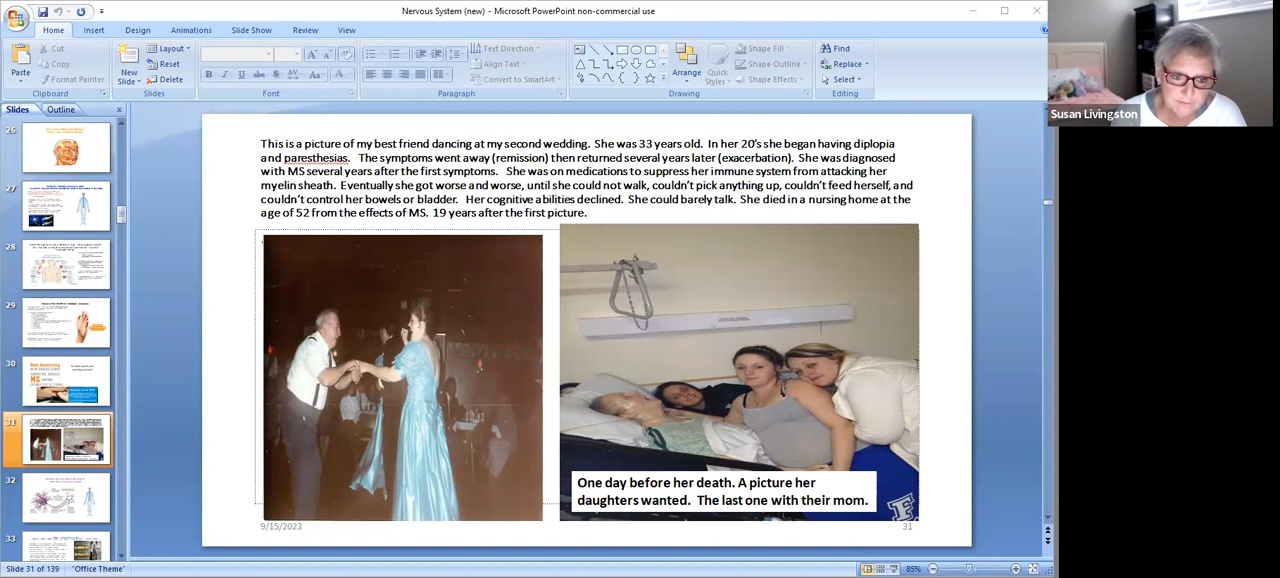 Nervous System (new) - Microsoft PowerPoint non-commercial use
Home Insert Design Animations Slide Show Review View
Paste
Cut
Copy
Format Painter
Clipboard
New
Slide
Layout
Reset
Delete
Slides
Font
Text Direction
Align Text
Convert to SmartArt
Paragraph
Arrange
Quick
Styles
Shape Fill
Shape Outline
Shape Effects
Drawing
Find
Replace
Select
Editing
Susan Livingston
Slides Outline
26
27
28
29
30
31
32
33
This is a picture of my best friend dancing at my second wedding. She was 33 years old. In her 20's she began having diplopia
and paresthesias. The symptoms went away (remission) then returned several years later (exacerbation). She was diagnosed
with MS several years after the first symptoms. She was on medications to suppress her immune system from attacking her
myelin sheath. Eventually she got worse and worse, until she could not walk, couldn't pick anything up, couldn't feed herself, and
couldn't control her bowels or bladder. Her cognitive abilities declined. She could barely talk. She died in a nursing home at the
age of 52 from the effects of MS. 19 years after the first picture.
One day before her death. A picture her
daughters wanted. The last one with their mom.
9/15/2023
31
Slide 31 of 139
"Office Theme"
85%